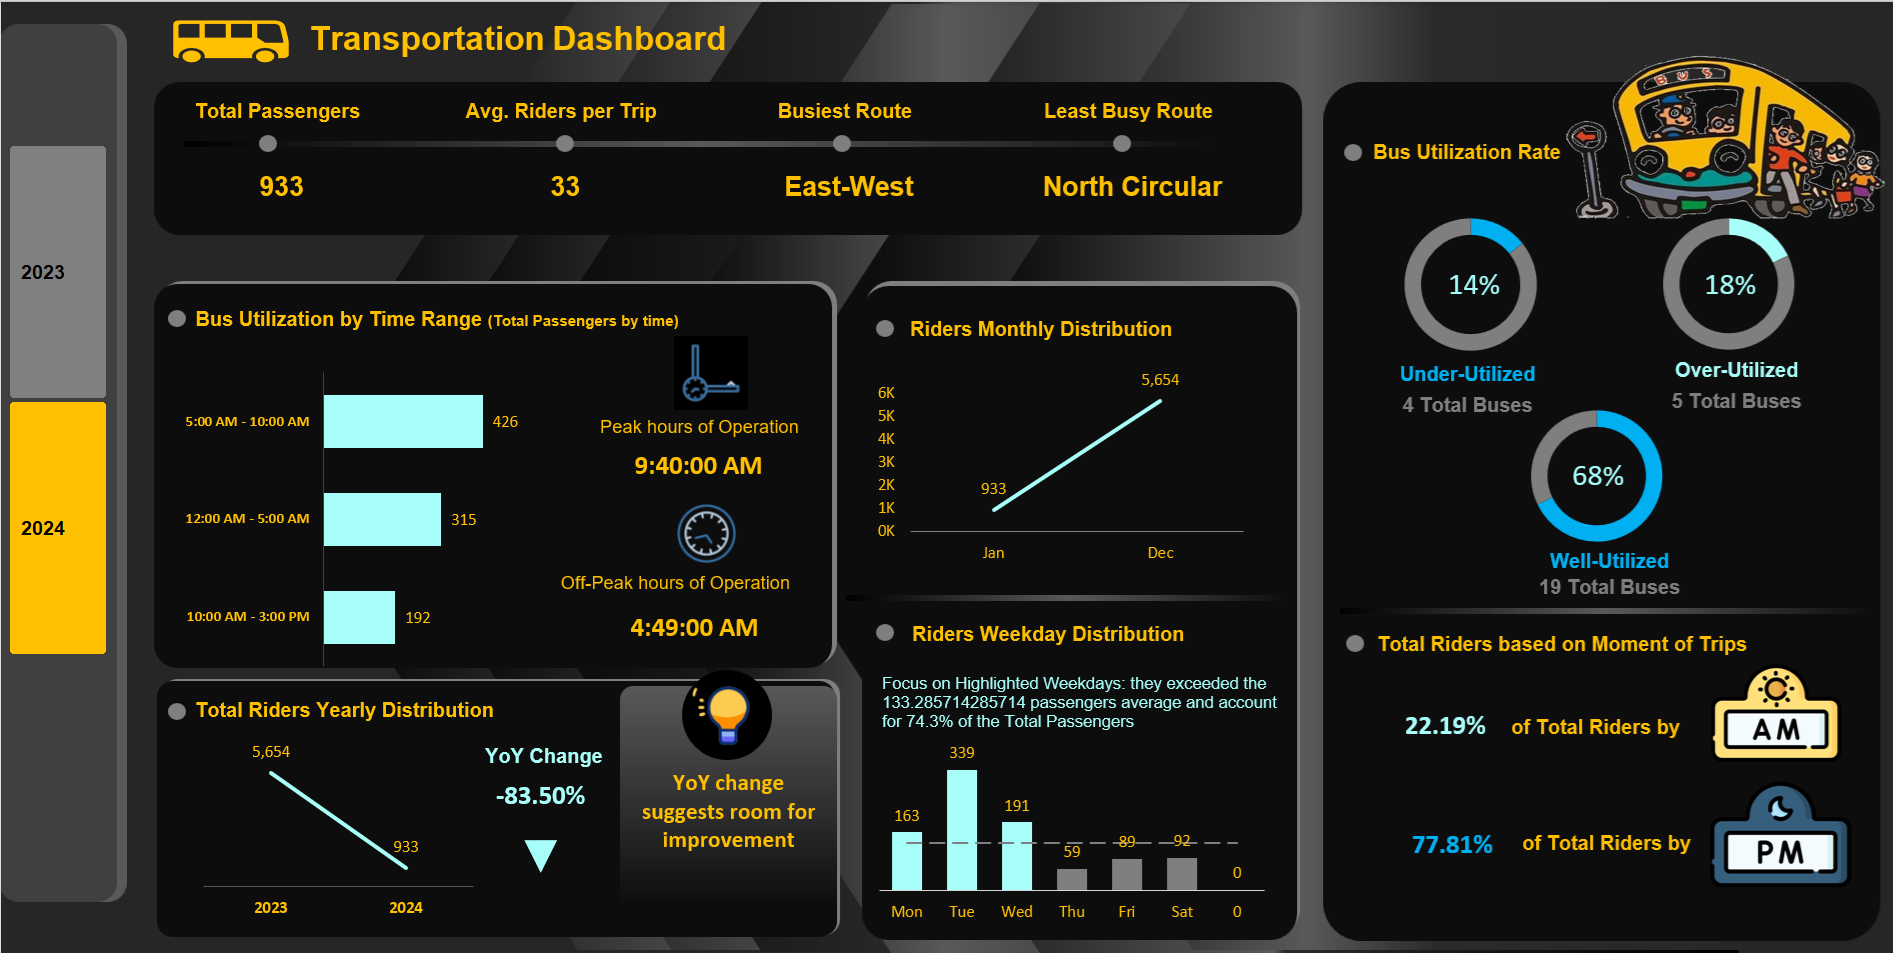 Transportation Dashboard
2023
2024
Total Passengers
933
Avg. Riders per Trip
33
Busiest Route
East-West
Least Busy Route
North Circular
Bus Utilization by Time Range (Total Passengers by time)
5:00 AM - 10:00 AM
426
12:00 AM - 5:00 AM
315
10:00 AM - 3:00 PM
192
Peak hours of Operation
9:40:00 AM
Off-Peak hours of Operation
4:49:00 AM
Total Riders Yearly Distribution
5,654
933
2023
2024
YoY Change
-83.50%
YoY change
suggests room for
improvement
Riders Monthly Distribution
6K
5K
4K
3K
2K
1K
0K
933
5,654
Jan
Dec
Riders Weekday Distribution
Focus on Highlighted Weekdays: they exceeded the
133.285714285714 passengers average and account
for 74.3% of the Total Passengers
163
339
191
59
89
92
0
Mon
Tue
Wed
Thu
Fri
Sat
0
BUS
Bus Utilization Rate
14%
Under-Utilized
4 Total Buses
18%
Over-Utilized
5 Total Buses
68%
Well-Utilized
19 Total Buses
Total Riders based on Moment of Trips
22.19% of Total Riders by
AM
77.81% of Total Riders by
PM